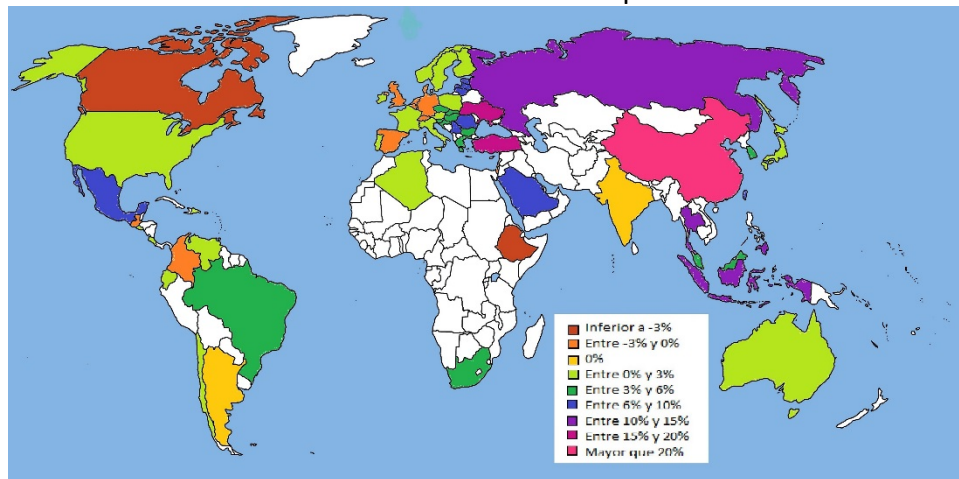 Inferior a -3%
Entre -3% y 0%
0%
Entre 0% y 3%
Entre 3% y 6%
Entre 6% y 10%
Entre 10% y 15%
Entre 15% y 20%
Mayor que 20%